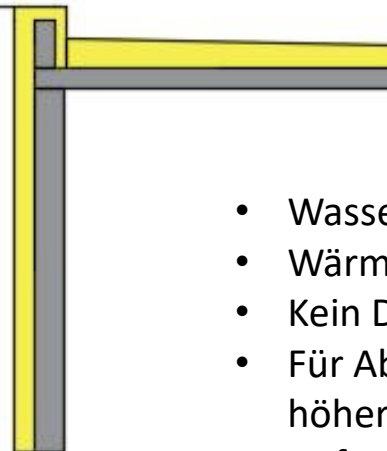 • Wasse
• Wärm
• Kein D
• Für Ab
höher